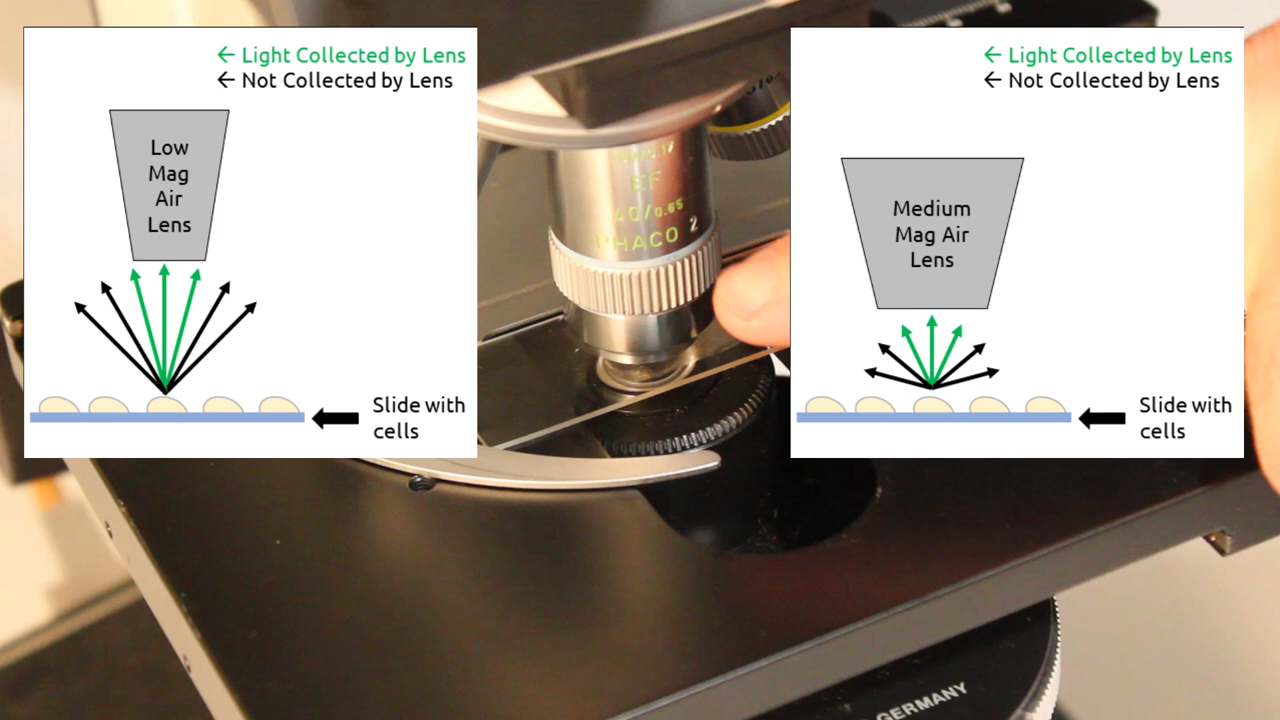 ← Light Collected by Lens
← Not Collected by Lens
Low
Mag
Air
Lens
Slide with
cells
EF
40/0.65
PHACO 2
← Light Collected by Lens
← Not Collected by Lens
Medium
Mag Air
Lens
Slide with
cells
GERMANY